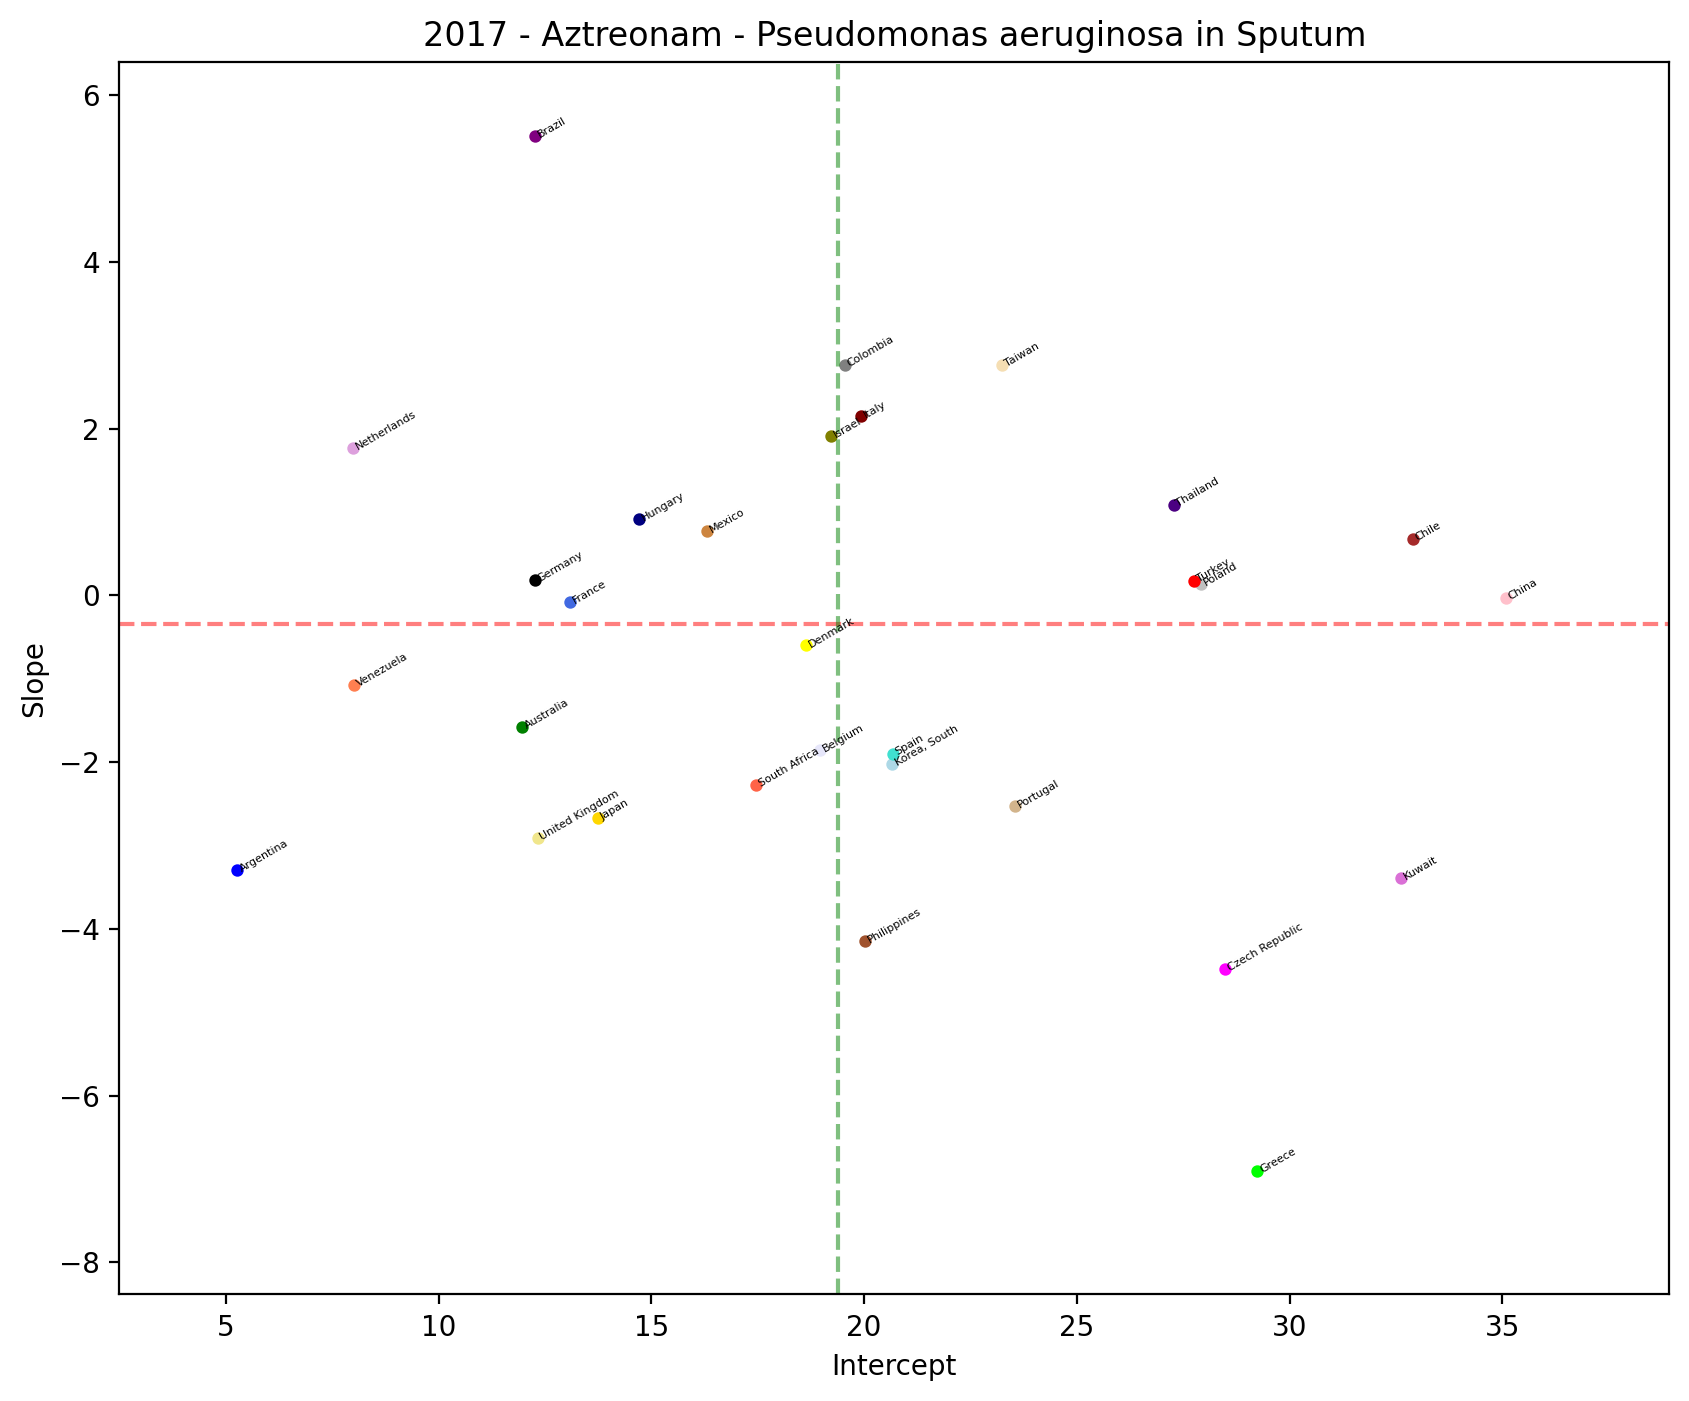 2017 - Aztreonam - Pseudomonas aeruginosa in Sputum
6
4
2
0
−2
−4
−6
−8
Slope
Brazil
Colombia
Taiwan
Italy
Israel
Netherlands
Thailand
Hungary
Mexico
Chile
Germany
Turkey
Poland
France
China
Denmark
Venezuela
Australia
Belgium
Spain
Korea, South
South Africa
Portugal
Japan
United Kingdom
Argentina
Kuwait
Philippines
Czech Republic
Greece
5
10
15
20
25
30
35
Intercept